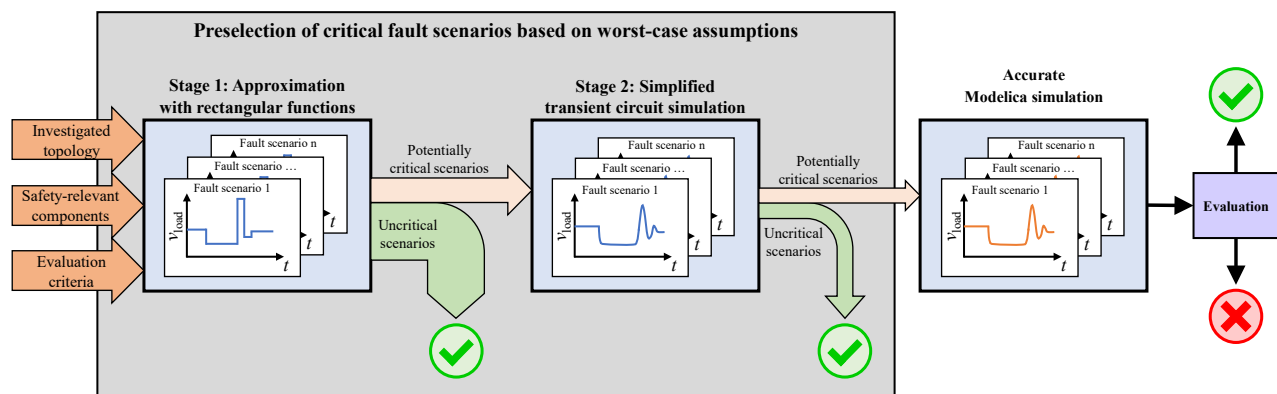 Preselection of critical fault scenarios based on worst-case assumptions
Investigated
topology
Safety-relevant
components
Evaluation
criteria
Stage 1: Approximation
with rectangular functions
Fault scenario n
t
Fault scenario …
t
Fault scenario 1
v_load
t
Potentially
critical scenarios
Uncritical
scenarios
Stage 2: Simplified
transient circuit simulation
Fault scenario n
t
Fault scenario …
t
Fault scenario 1
v_load
t
Potentially
critical scenarios
Uncritical
scenarios
Accurate
Modelica simulation
Fault scenario n
t
Fault scenario …
t
Fault scenario 1
v_load
t
Evaluation